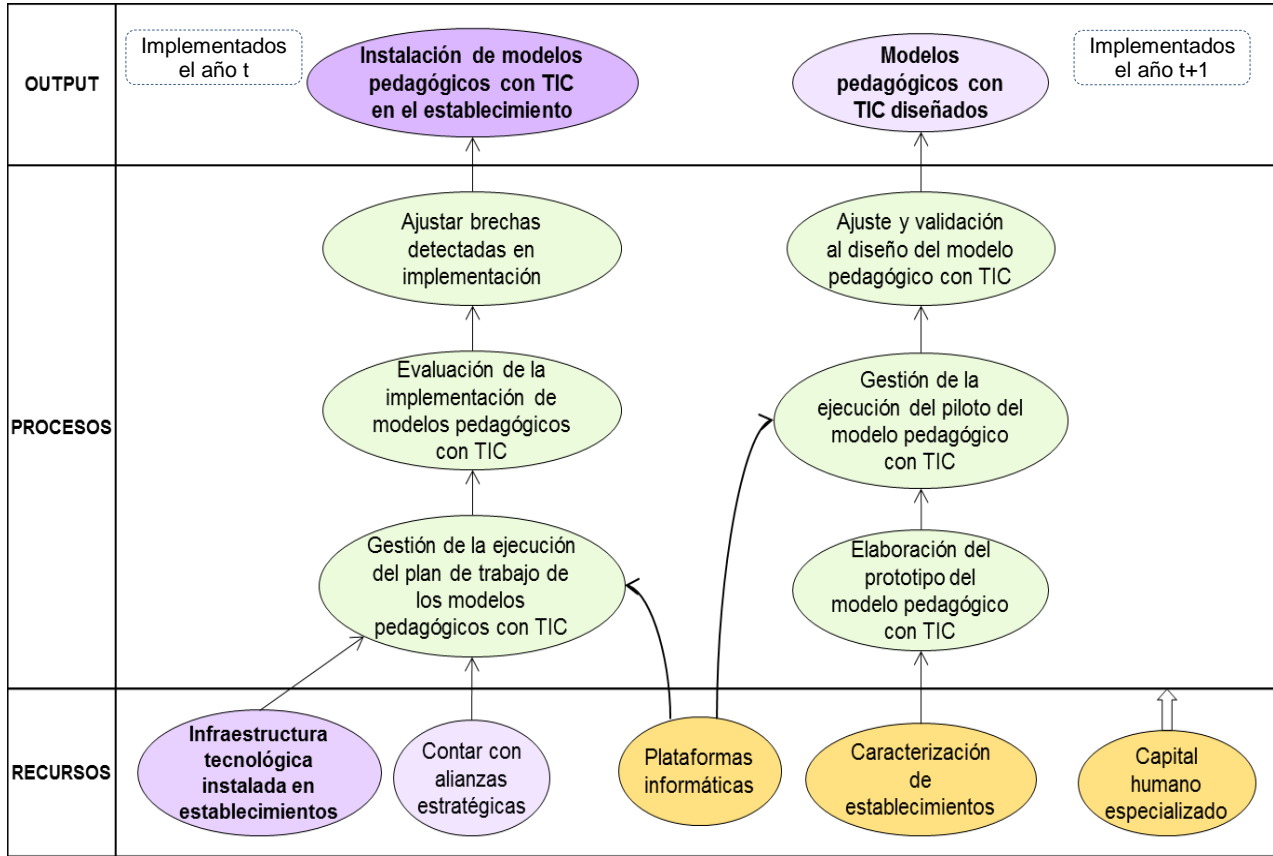 OUTPUT
Implementados
el año t
Instalación de modelos
pedagógicos con TIC
en el establecimiento
Modelos
pedagógicos con
TIC diseñados
Implementados
el año t+1
PROCESOS
Ajustar brechas
detectadas en
implementación
Ajuste y validación
al diseño del modelo
pedagógico con TIC
Evaluación de la
implementación de
modelos pedagógicos
con TIC
Gestión de la
ejecución del piloto del
modelo pedagógico
con TIC
Gestión de la ejecución
del plan de trabajo de
los modelos
pedagógicos con TIC
Elaboración del
prototipo del
modelo pedagógico
con TIC
RECURSOS
Infraestructura
tecnológica
instalada en
establecimientos
Contar con
alianzas
estratégicas
Plataformas
informáticas
Caracterización
de
establecimientos
Capital
humano
especializado